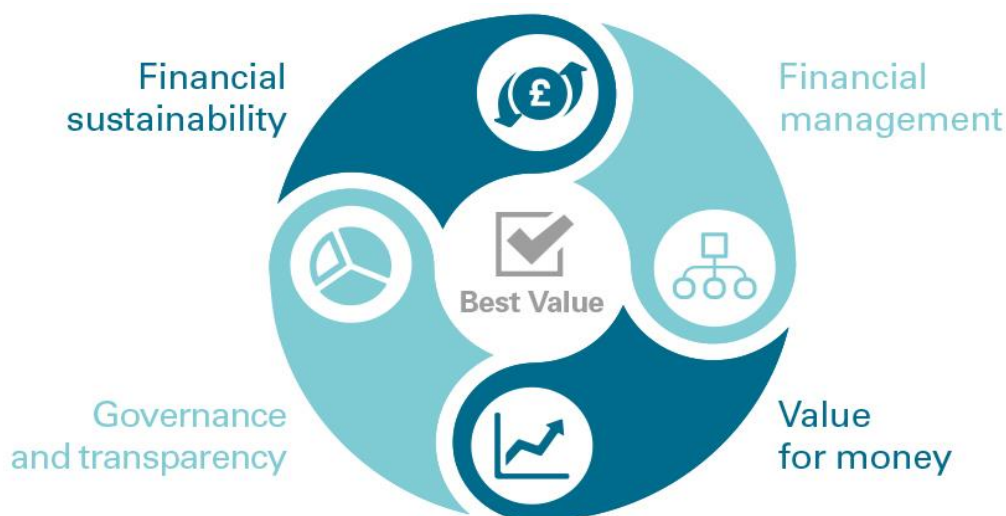 Financial
sustainability
Financial
management
£
Best Value
Governance
and transparency
Value
for money